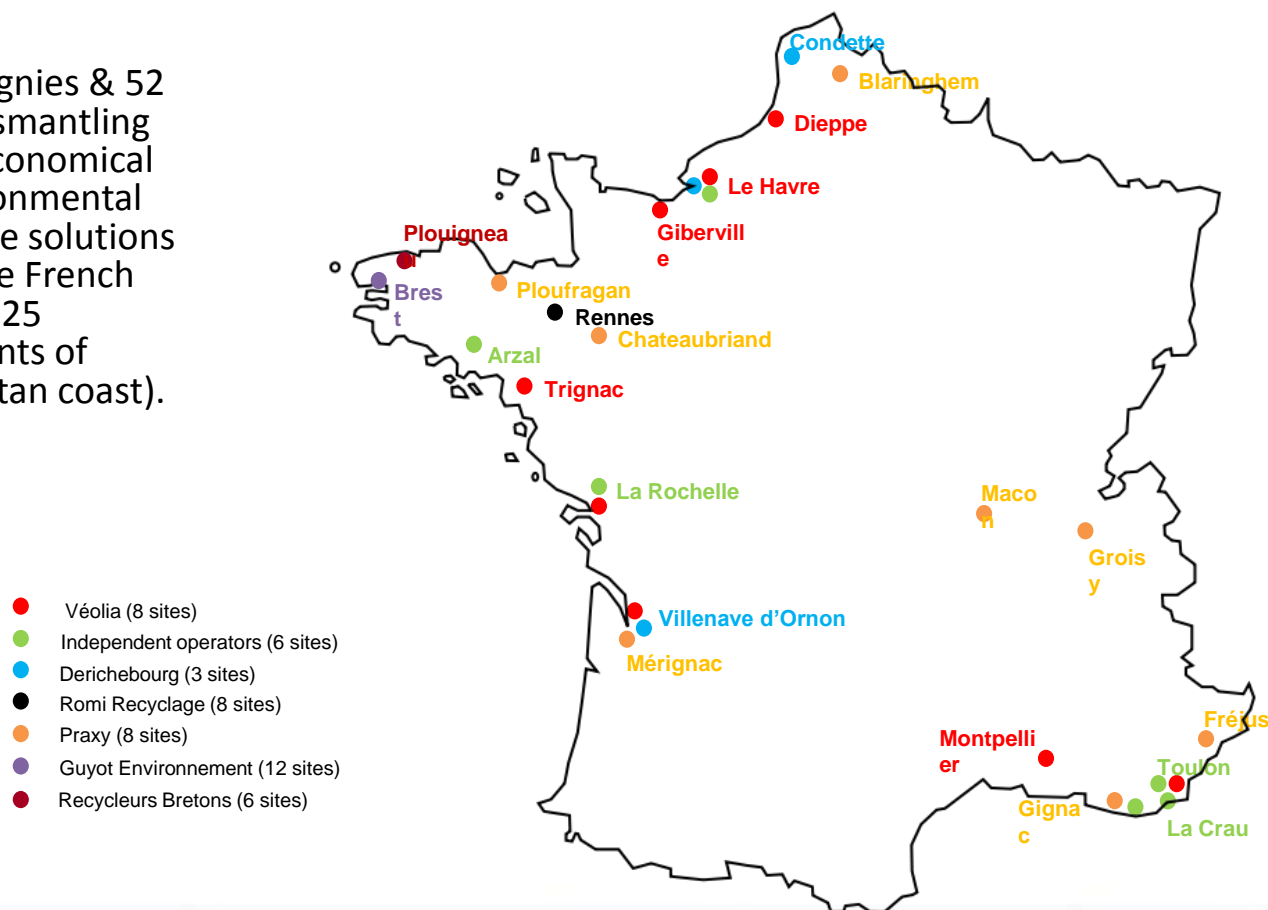 gnies & 52
smantling
conomical
onmental
e solutions
e French
25
nts of
tan coast).
Condette
Blaringhem
Dieppe
Le Havre
Gibervill
e
Plouignea
Bres
t
Ploufragan
Rennes
Chateaubriand
Arzal
Trignac
La Rochelle
Maco
n
Grois
y
Villenave d’Ornon
Mérignac
Fréjus
Montpelli
er
Toulon
Gigna
c
La Crau
Véolia (8 sites)
Independent operators (6 sites)
Derichebourg (3 sites)
Romi Recyclage (8 sites)
Praxy (8 sites)
Guyot Environnement (12 sites)
Recycleurs Bretons (6 sites)